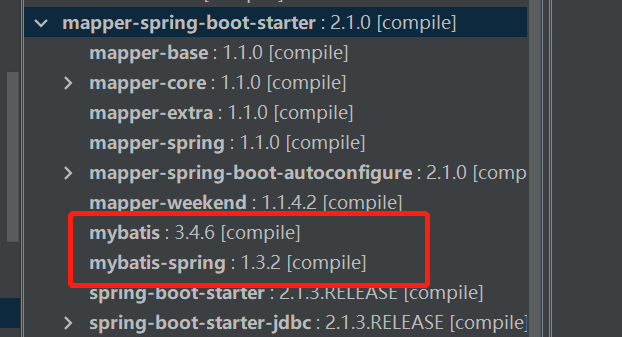 mapper-spring-boot-starter : 2.1.0 [compile]
mapper-base : 1.1.0 [compile]
mapper-core : 1.1.0 [compile]
mapper-extra : 1.1.0 [compile]
mapper-spring : 1.1.0 [compile]
mapper-spring-boot-autoconfigure : 2.1.0 [com
mapper-weekend : 1.1.4.2 [compile]
mybatis : 3.4.6 [compile]
mybatis-spring : 1.3.2 [compile]
spring-boot-starter : 2.1.3.RELEASE [compile]
spring-boot-starter-jdbc : 2.1.3.RELEASE [compile]